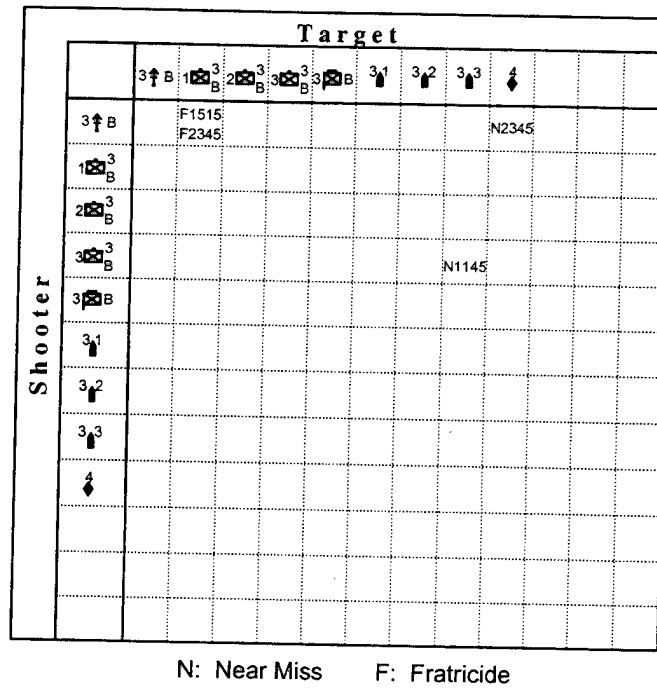 Target
3 B 1 3 B 2 3 B 3 3 B 3 B 3 1 3 2 3 3 4
Shooter
3 B F1515 N2345
F2345
1 3 B
2 3 B
3 3 B N1145
3 B
3 1
3 2
3 3
4
N: Near Miss F: Fratricide